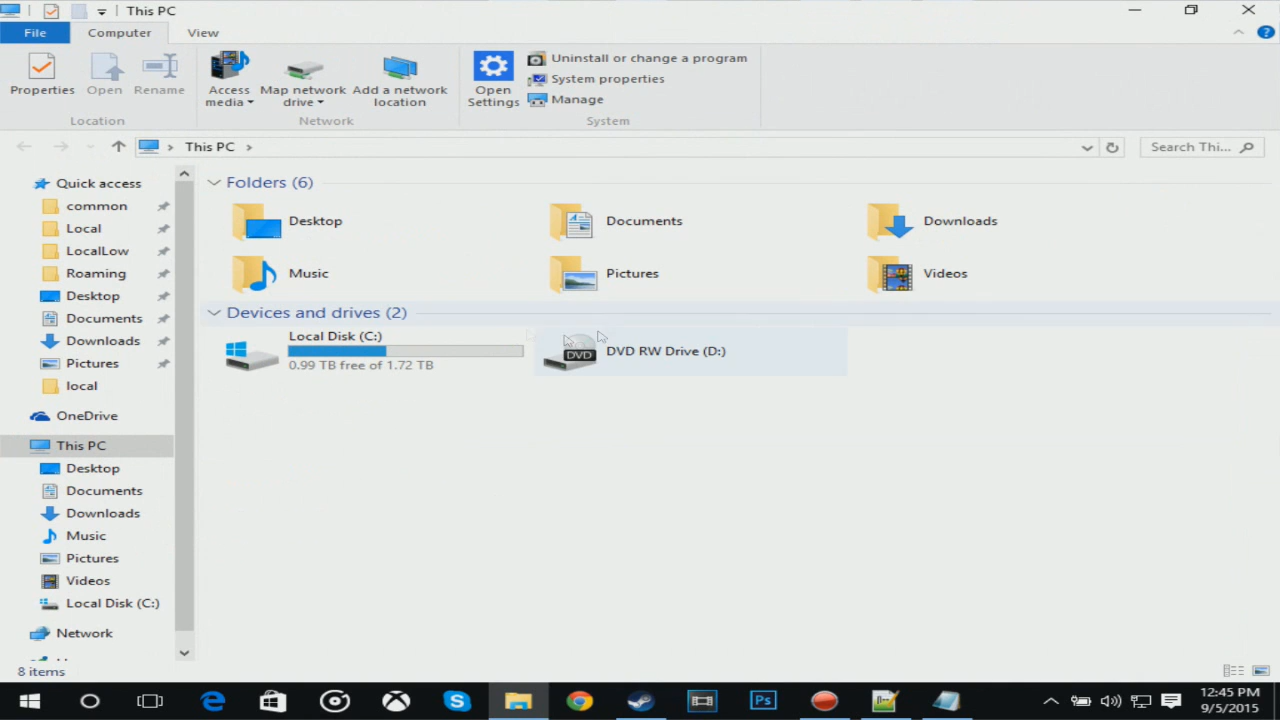 This PC
File
Computer
View
Properties
Open
Rename
Location
Access media
Map network drive
Add a network location
Network
Open Settings
Uninstall or change a program
System properties
Manage
System
This PC
Search Thi...
Quick access
common
Local
LocalLow
Roaming
Desktop
Documents
Downloads
Pictures
local
OneDrive
This PC
Desktop
Documents
Downloads
Music
Pictures
Videos
Local Disk (C:)
Network
Folders (6)
Desktop
Documents
Downloads
Music
Pictures
Videos
Devices and drives (2)
Local Disk (C:)
0.99 TB free of 1.72 TB
DVD
DVD RW Drive (D:)
8 items
Ps
12:45 PM
9/5/2015